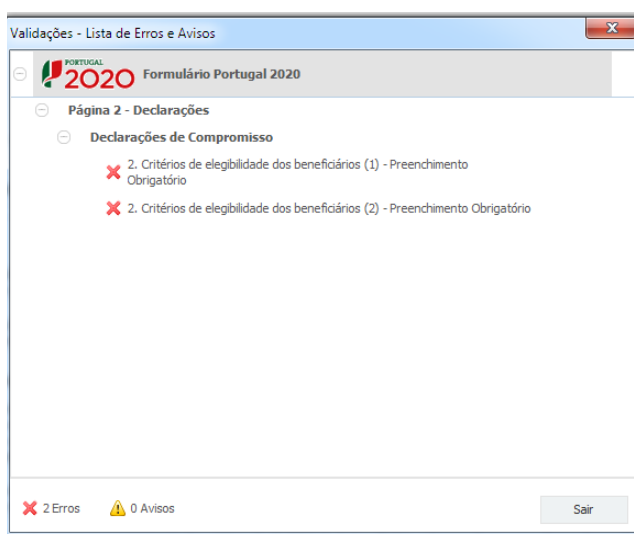 Validações - Lista de Erros e Avisos
x
PORTUGAL
2020 Formulário Portugal 2020
Página 2 - Declarações
Declarações de Compromisso
2. Critérios de elegibilidade dos beneficiários (1) - Preenchimento
Obrigatório
2. Critérios de elegibilidade dos beneficiários (2) - Preenchimento Obrigatório
2 Erros 0 Avisos Sair